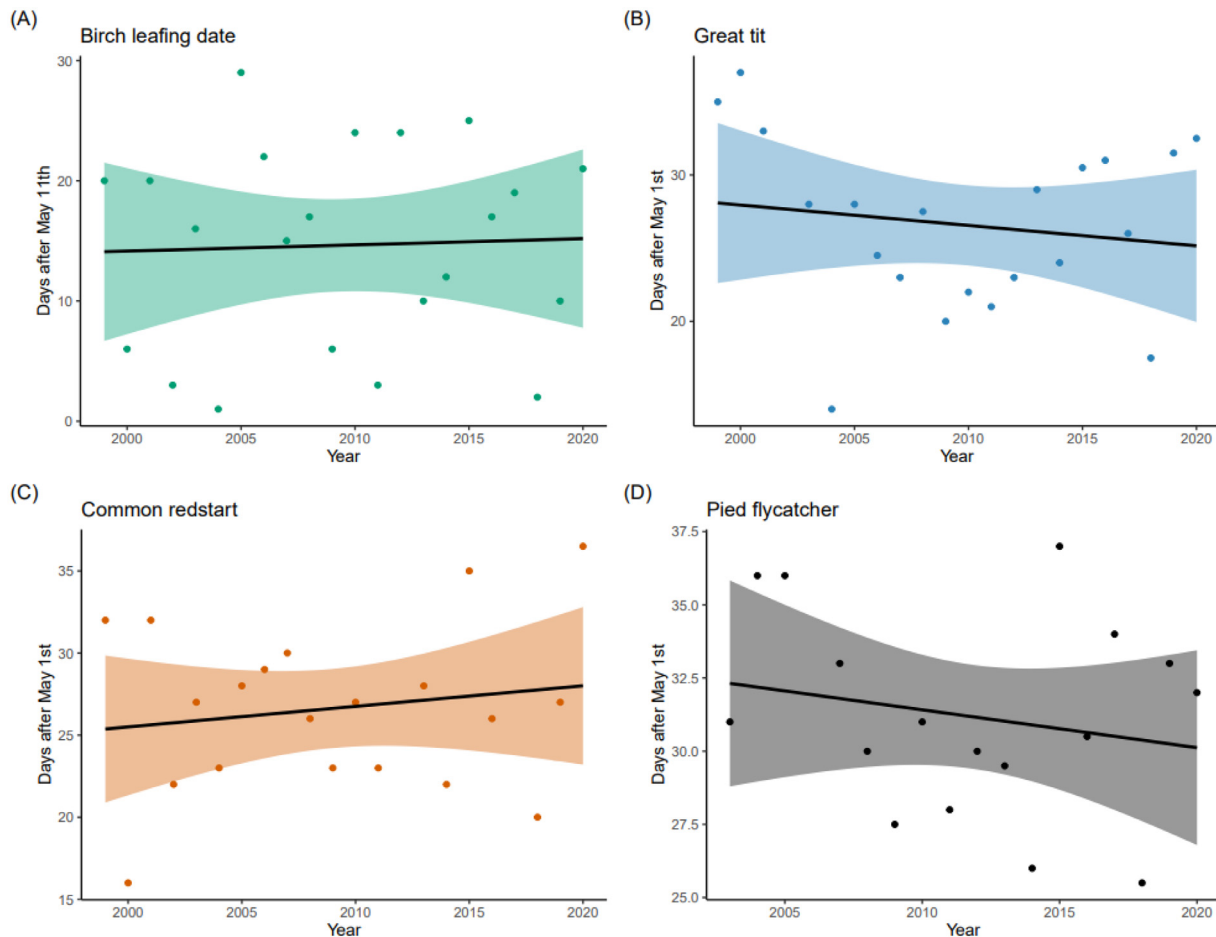 (A)
Birch leafing date
30
20
10
0
Days after May 11th
2000
2005
2010
2015
2020
Year
(B)
Great tit
30
20
Days after May 1st
2000
2005
2010
2015
2020
Year
(C)
Common redstart
35
30
25
20
15
Days after May 1st
2000
2005
2010
2015
2020
Year
(D)
Pied flycatcher
37.5
35.0
32.5
30.0
27.5
25.0
Days after May 1st
2005
2010
2015
2020
Year